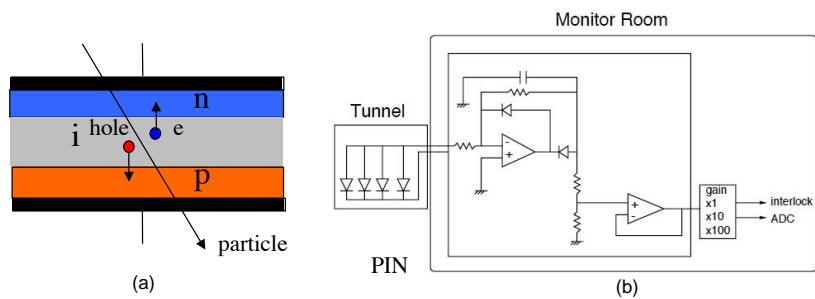 n
i hole e
p
particle
(a)
Monitor Room
Tunnel
-
+
+
-
gain
x1
x10
x100
interlock
ADC
PIN
(b)